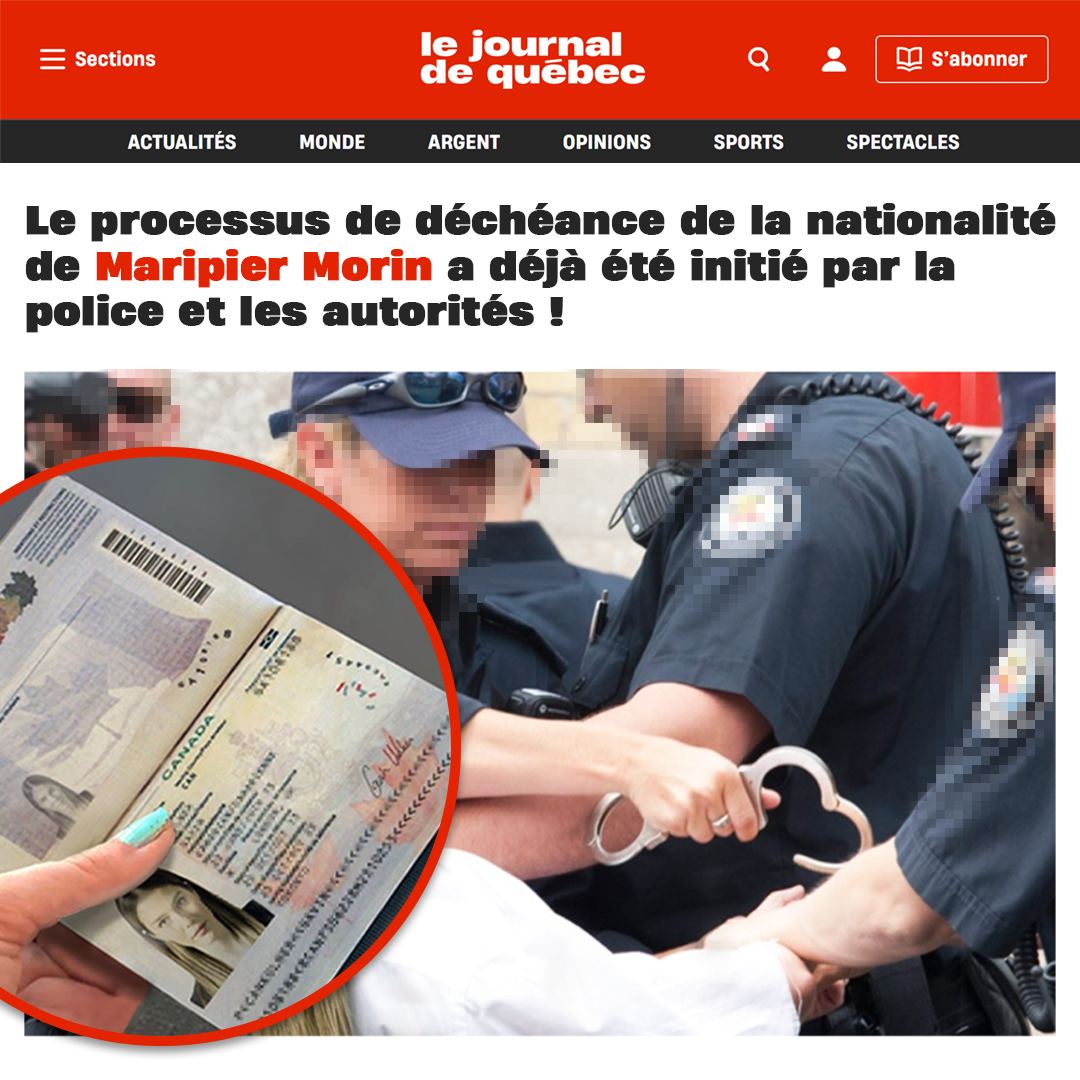 Sections
le journal
de québec
S'abonner
ACTUALITÉS
MONDE
ARGENT
OPINIONS
SPORTS
SPECTACLES
Le processus de déchéance de la nationalité
de Maripier Morin a déjà été initié par la
police et les autorités !
CANADA
CAN